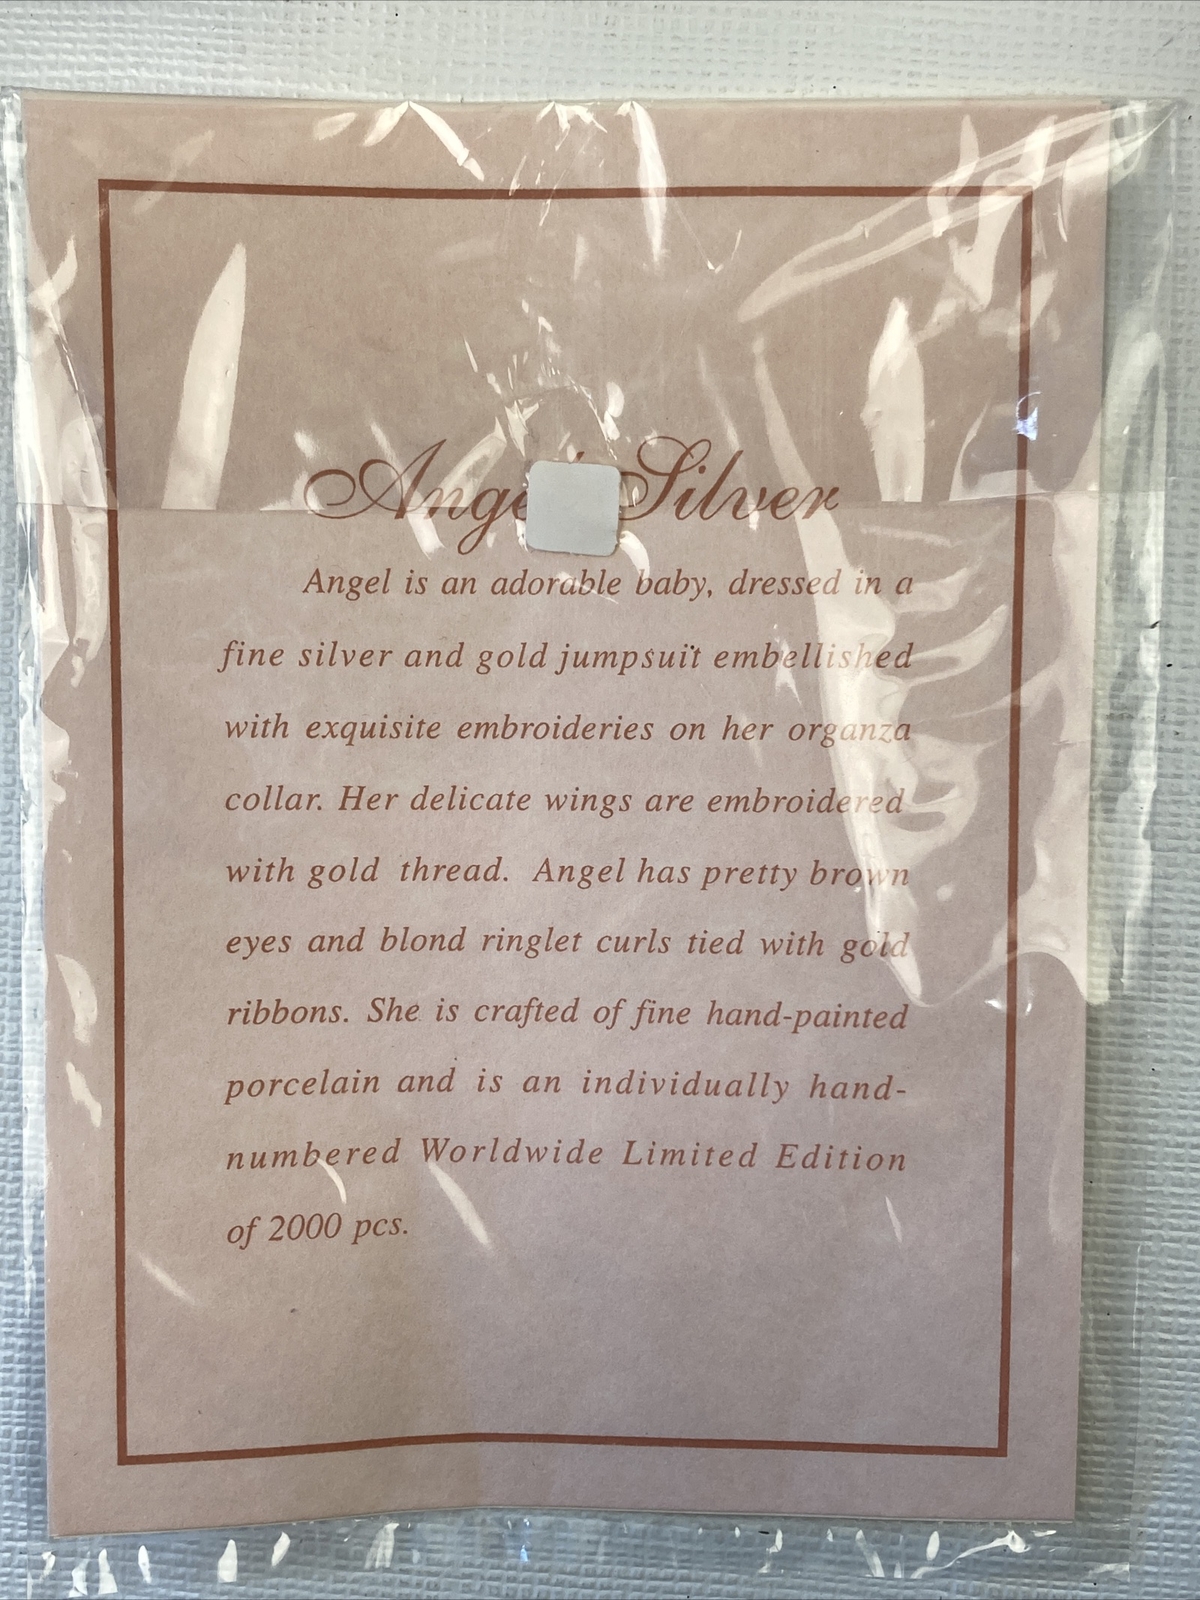 Silver
Angel is an adorable baby, dressed in a
fine silver and gold jumpsuit embellished
with exquisite embroideries on her organza
collar. Her delicate wings are embroidered
with gold thread. Angel has pretty brown
eyes and blond ringlet curls tied with gold
ribbons. She is crafted of fine hand-painted
porcelain and is an individually hand-
numbered Worldwide Limited Edition
of 2000 pcs.